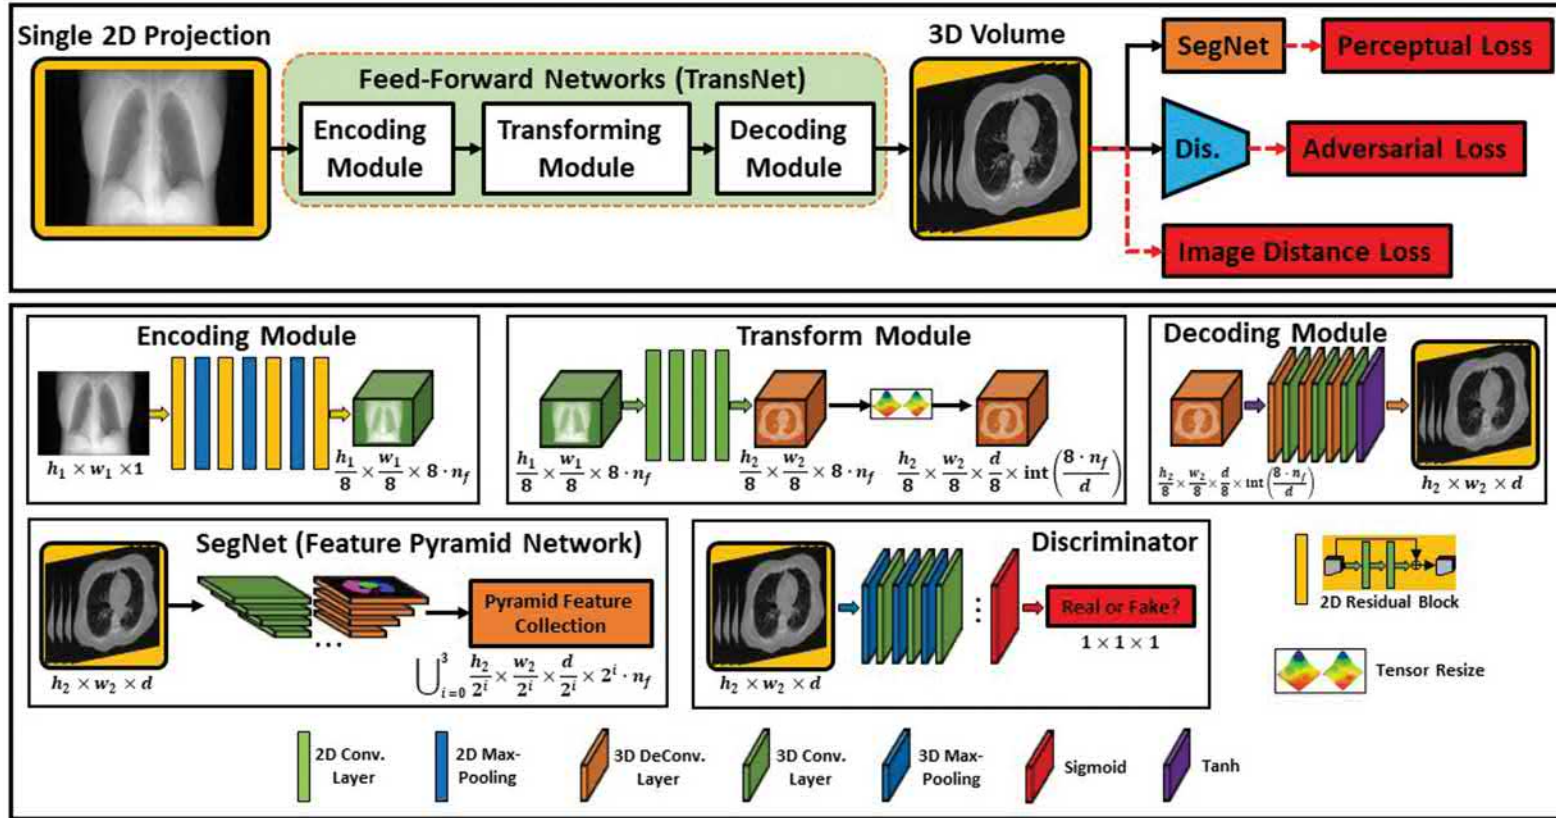 Single 2D Projection
Feed-Forward Networks (TransNet)
Encoding
Module
Transforming
Module
Decoding
Module
3D Volume
SegNet
Perceptual Loss
Dis.
Adversarial Loss
Image Distance Loss
Encoding Module
h₁ × w₁ × 1
h₁/8 × w₁/8 × 8 · n_f
Transform Module
h₁/8 × w₁/8 × 8 · n_f
h₂/8 × w₂/8 × 8 · n_f
h₂/8 × w₂/8 × d/8 × int(8 · n_f/d)
Decoding Module
h₂/8 × w₂/8 × d/8 × int(8 · n_f/d)
h₂ × w₂ × d
SegNet (Feature Pyramid Network)
h₂ × w₂ × d
...
Pyramid Feature
Collection
⋃³ᵢ₌₀ h₂/2ⁱ × w₂/2ⁱ × d/2ⁱ × 2ⁱ · n_f
Discriminator
h₂ × w₂ × d
Real or Fake?
1 × 1 × 1
2D Residual Block
Tensor Resize
2D Conv.
Layer
2D Max-
Pooling
3D DeConv.
Layer
3D Conv.
Layer
3D Max-
Pooling
Sigmoid
Tanh